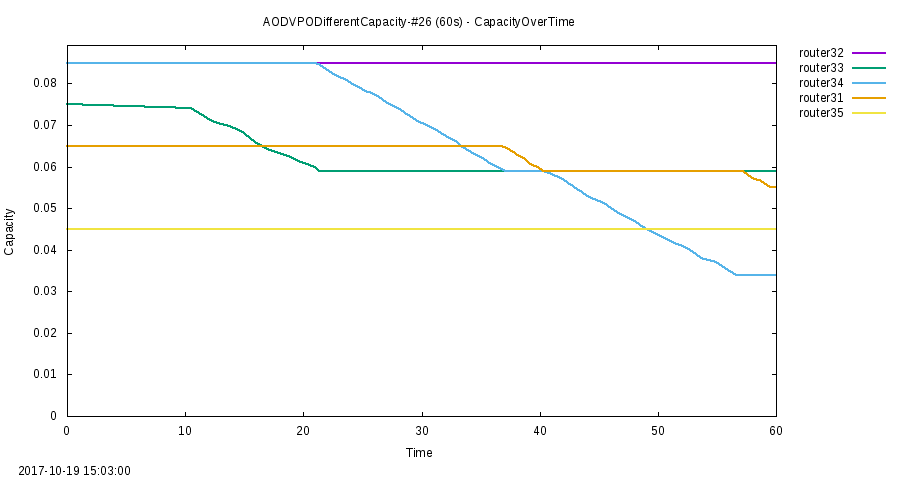 AODVPODifferentCapacity-#26 (60s) - CapacityOverTime
router32
router33
router34
router31
router35
0.08
0.07
0.06
0.05
0.04
0.03
0.02
0.01
0
Capacity
0 10 20 30 40 50 60
Time
2017-10-19 15:03:00